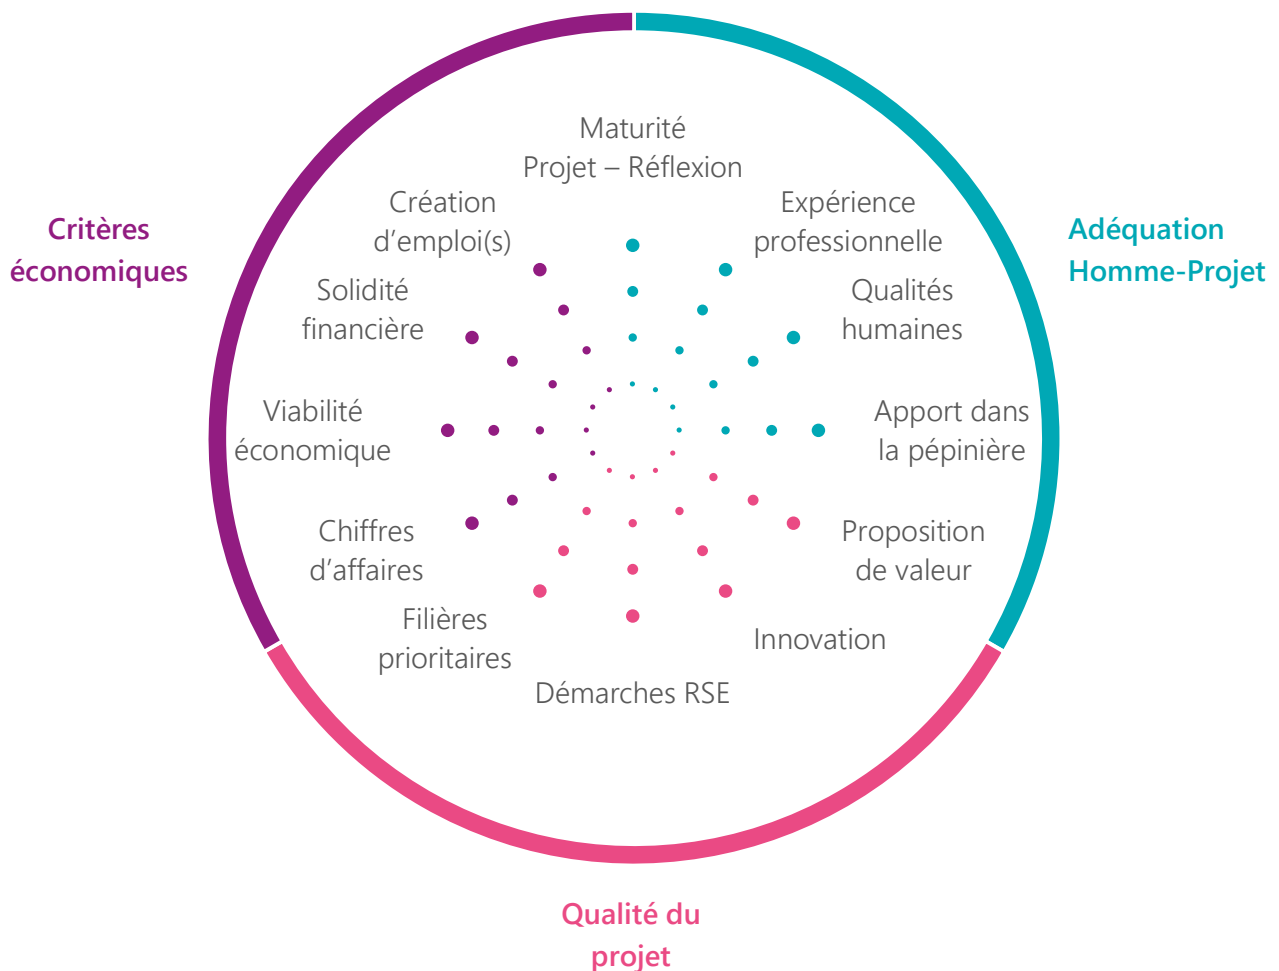 Maturité
Projet – Réflexion
Création
d’emploi(s)
Expérience
professionnelle
Critères
économiques
Adéquation
Homme-Projet
Solidité
financière
Qualités
humaines
Viabilité
économique
Apport dans
la pépinière
Chiffres
d’affaires
Proposition
de valeur
Filières
prioritaires
Innovation
Démarches RSE
Qualité du
projet